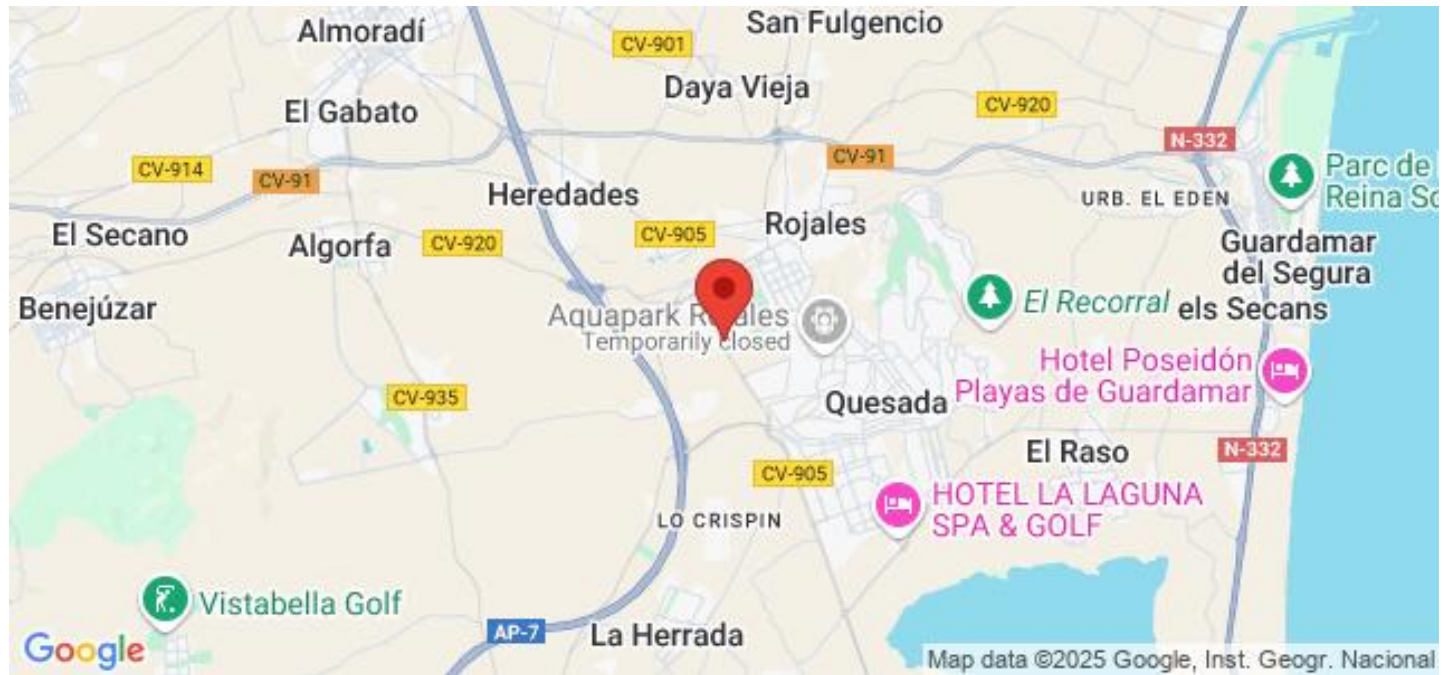 Almoradí
CV-901
San Fulgencio
Daya Vieja
El Gabato
CV-920
N-332
CV-914
CV-91
CV-91
Parc de
Reina So
Heredades
URB. EL EDEN
El Secano
Algorfa
CV-920
CV-905
Rojales
Guardamar
del Segura
Benejúzar
Aquapark R ales
Temporarily closed
El Recorral
els Secans
Hotel Poseidón
Playas de Guardamar
CV-935
Quesada
El Raso
N-332
CV-905
HOTEL LA LAGUNA
SPA & GOLF
LO CRISPIN
Vistabella Golf
AP-7
La Herrada
Google
Map data ©2025 Google, Inst. Geogr. Nacional